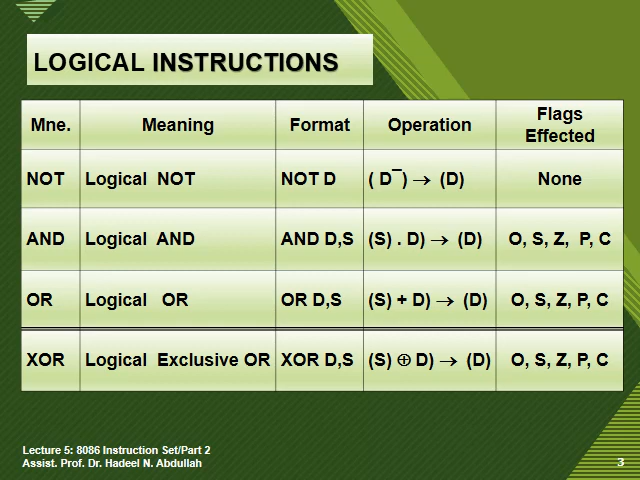 LOGICAL INSTRUCTIONS
Mne. Meaning Format Operation Flags Effected
NOT Logical NOT NOT D ( D¯) → (D) None
AND Logical AND AND D,S (S) . D) → (D) O, S, Z, P, C
OR Logical OR OR D,S (S) + D) → (D) O, S, Z, P, C
XOR Logical Exclusive OR XOR D,S (S) ⊕ D) → (D) O, S, Z, P, C
Lecture 5: 8086 Instruction Set/Part 2
Assist. Prof. Dr. Hadeel N. Abdullah
3